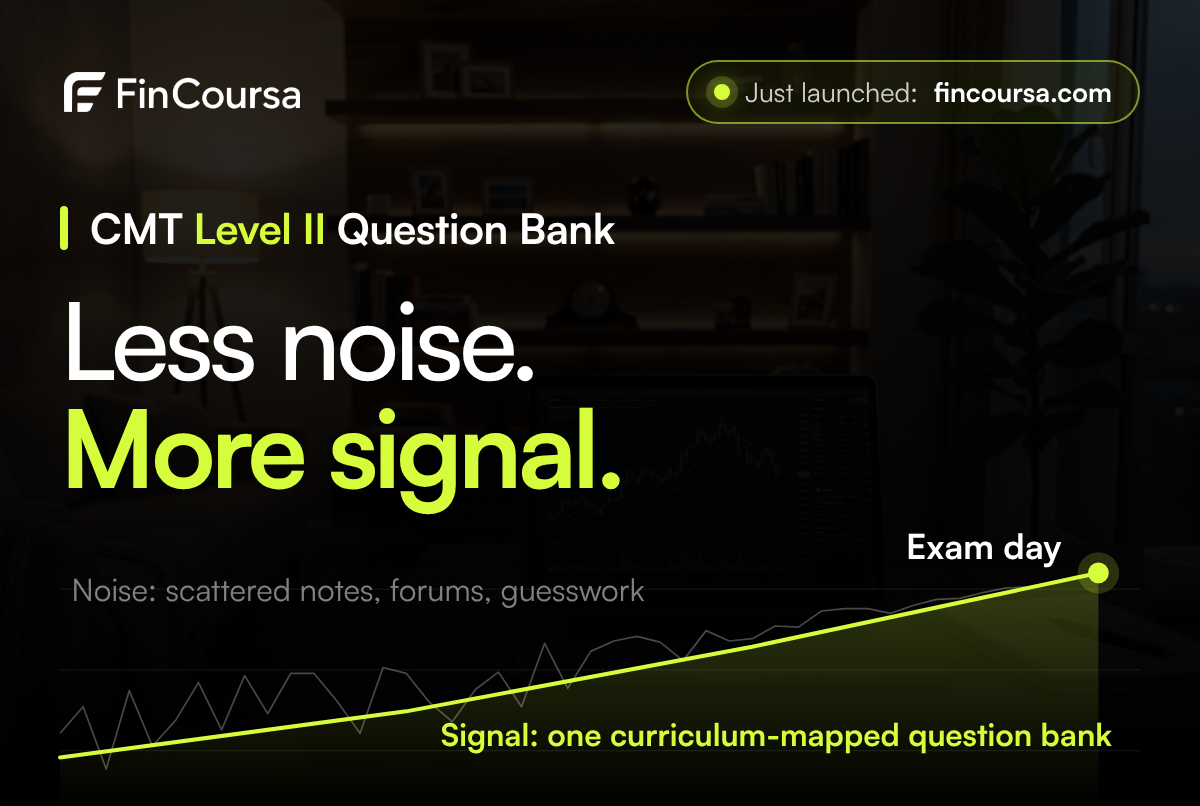 FinCoursa
Just launched: fincoursa.com
CMT Level II Question Bank
Less noise.
More signal.
Exam day
Noise: scattered notes, forums, guesswork
Signal: one curriculum-mapped question bank